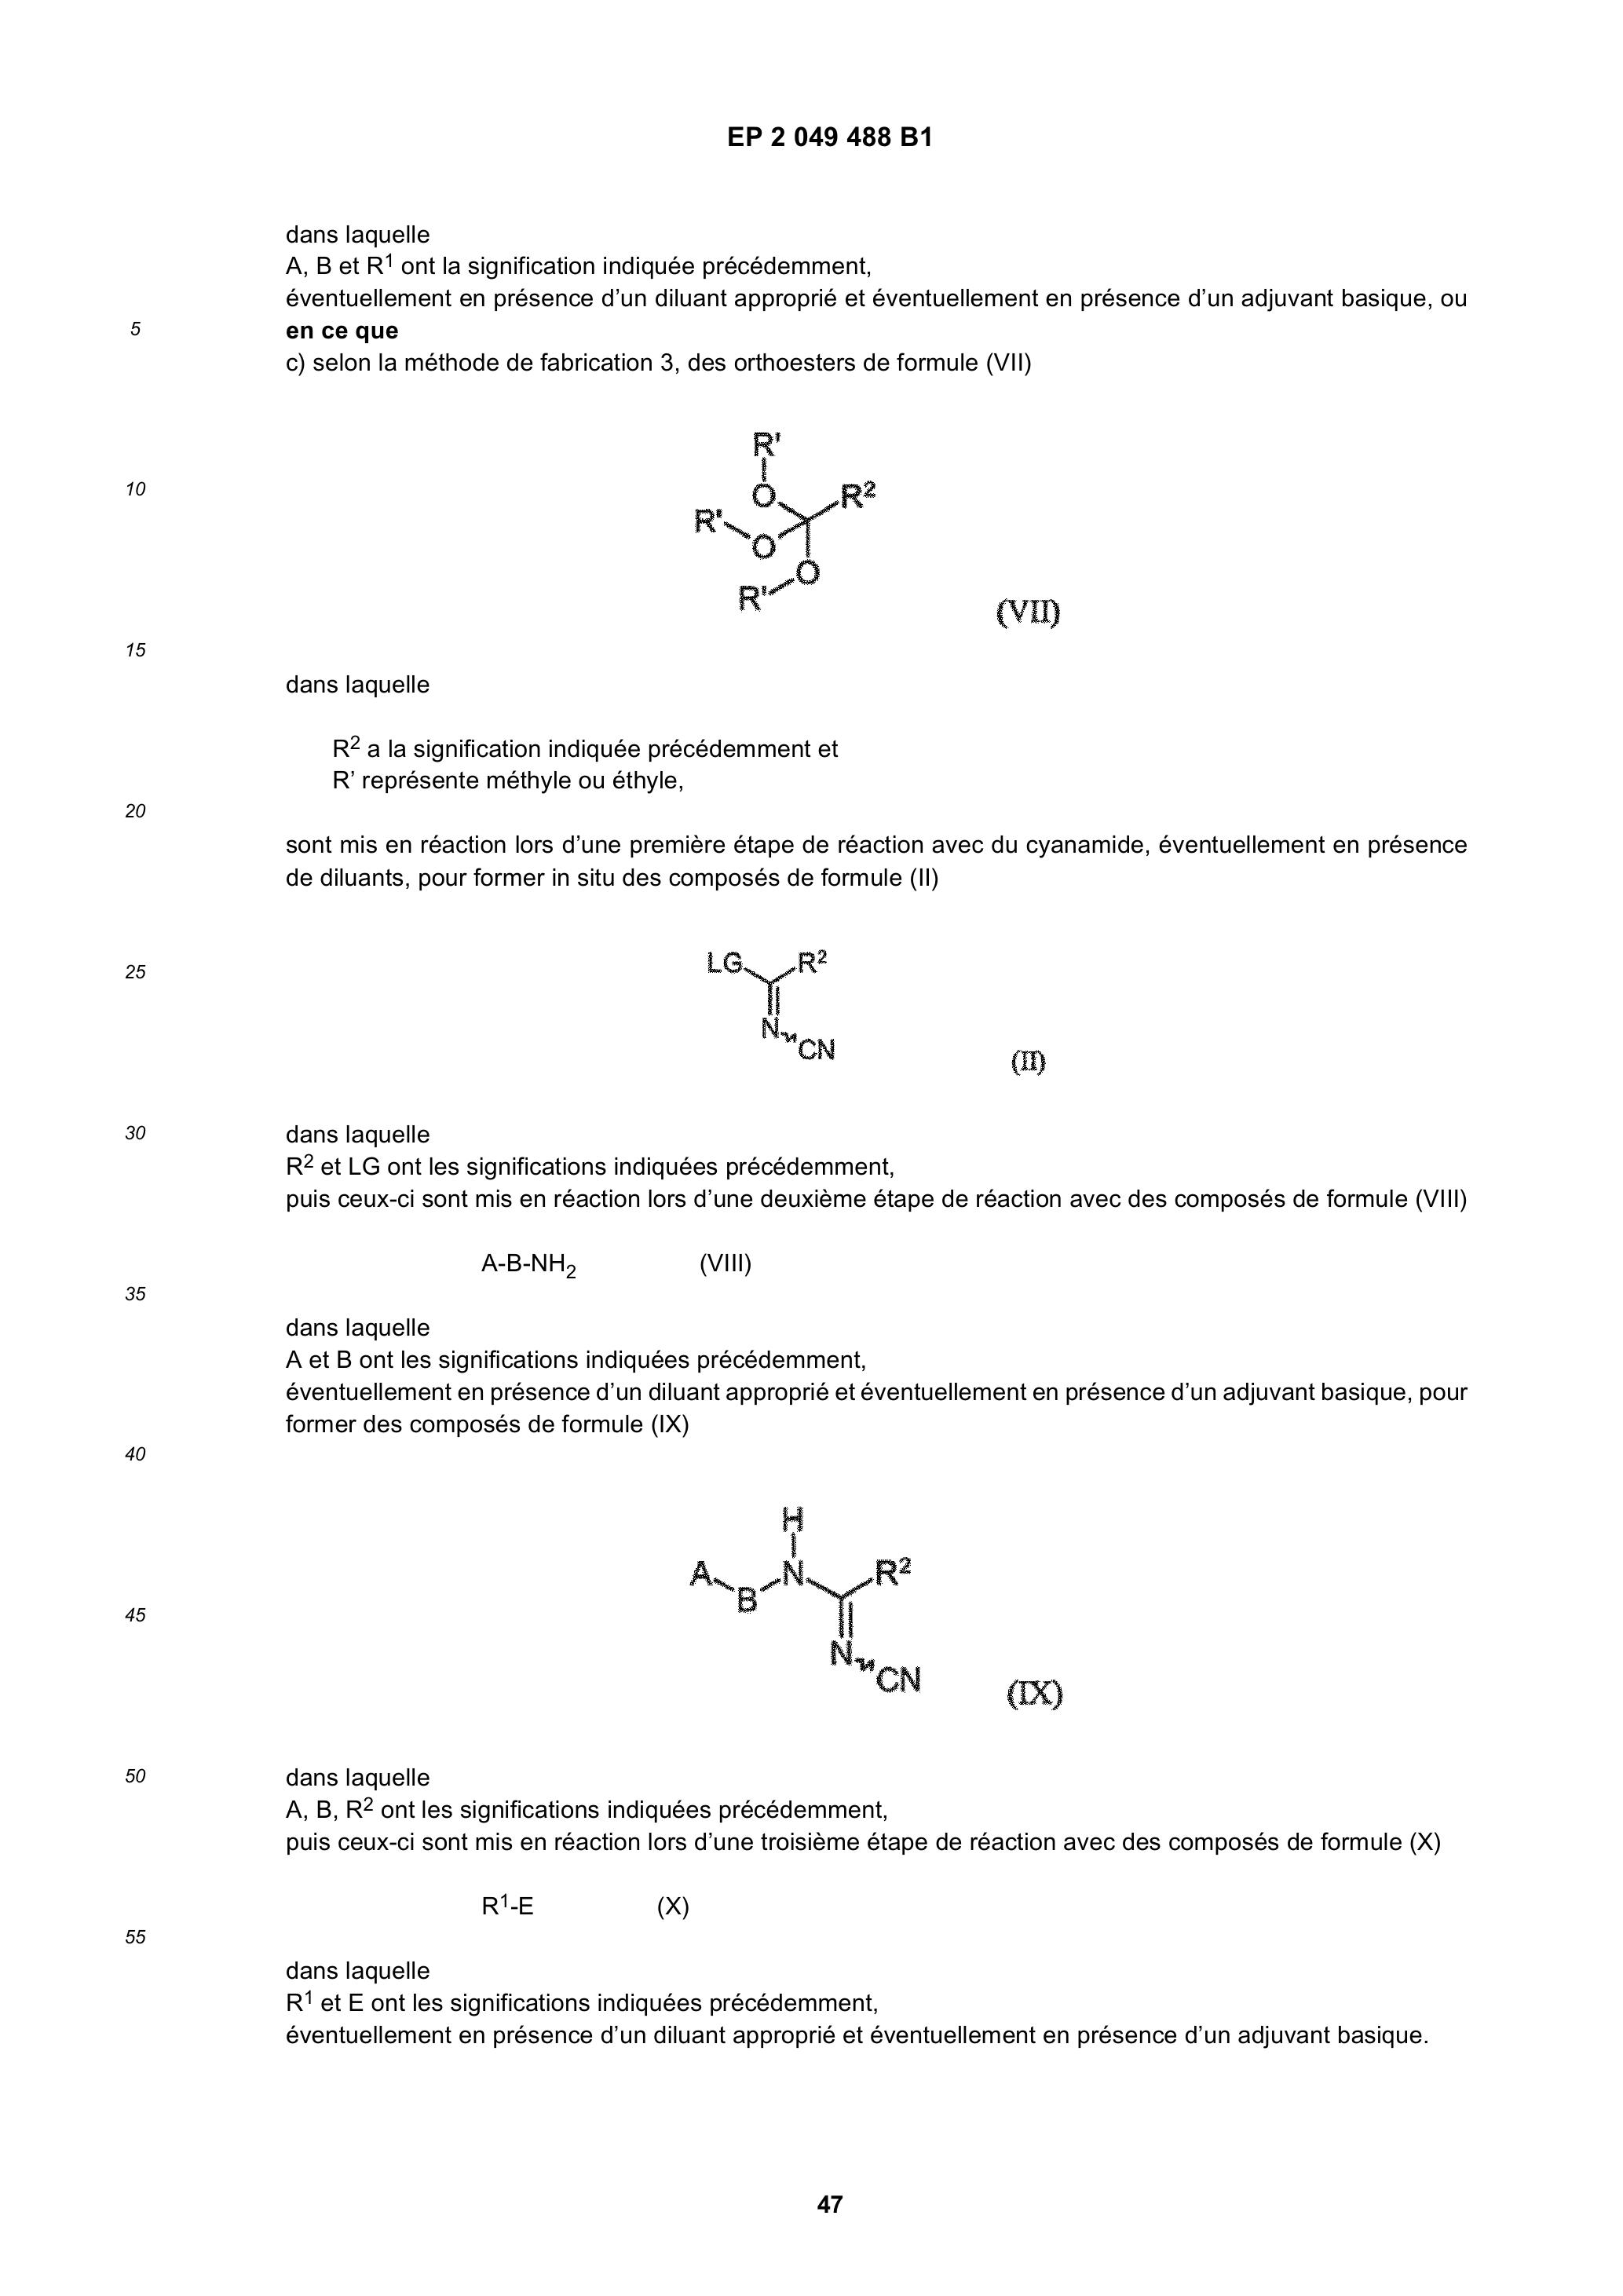 EP 2 049 488 B1
dans laquelle
A, B et R1 ont la signification indiquée précédemment,
éventuellement en présence d’un diluant approprié et éventuellement en présence d’un adjuvant basique, ou
5
en ce que
c) selon la méthode de fabrication 3, des orthoesters de formule (VII)
R'
10
O
R2
R'
O
O
R'
(VII)
15
dans laquelle
R2 a la signification indiquée précédemment et
R’ représente méthyle ou éthyle,
20
sont mis en réaction lors d’une première étape de réaction avec du cyanamide, éventuellement en présence
de diluants, pour former in situ des composés de formule (II)
LG
R2
25
N
CN
(II)
30
dans laquelle
R2 et LG ont les significations indiquées précédemment,
puis ceux-ci sont mis en réaction lors d’une deuxième étape de réaction avec des composés de formule (VIII)
A-B-NH2 (VIII)
35
dans laquelle
A et B ont les significations indiquées précédemment,
éventuellement en présence d’un diluant approprié et éventuellement en présence d’un adjuvant basique, pour
former des composés de formule (IX)
40
H
A
N
R2
B
45
N
CN
(IX)
50
dans laquelle
A, B, R2 ont les significations indiquées précédemment,
puis ceux-ci sont mis en réaction lors d’une troisième étape de réaction avec des composés de formule (X)
R1-E (X)
55
dans laquelle
R1 et E ont les significations indiquées précédemment,
éventuellement en présence d’un diluant approprié et éventuellement en présence d’un adjuvant basique.
47